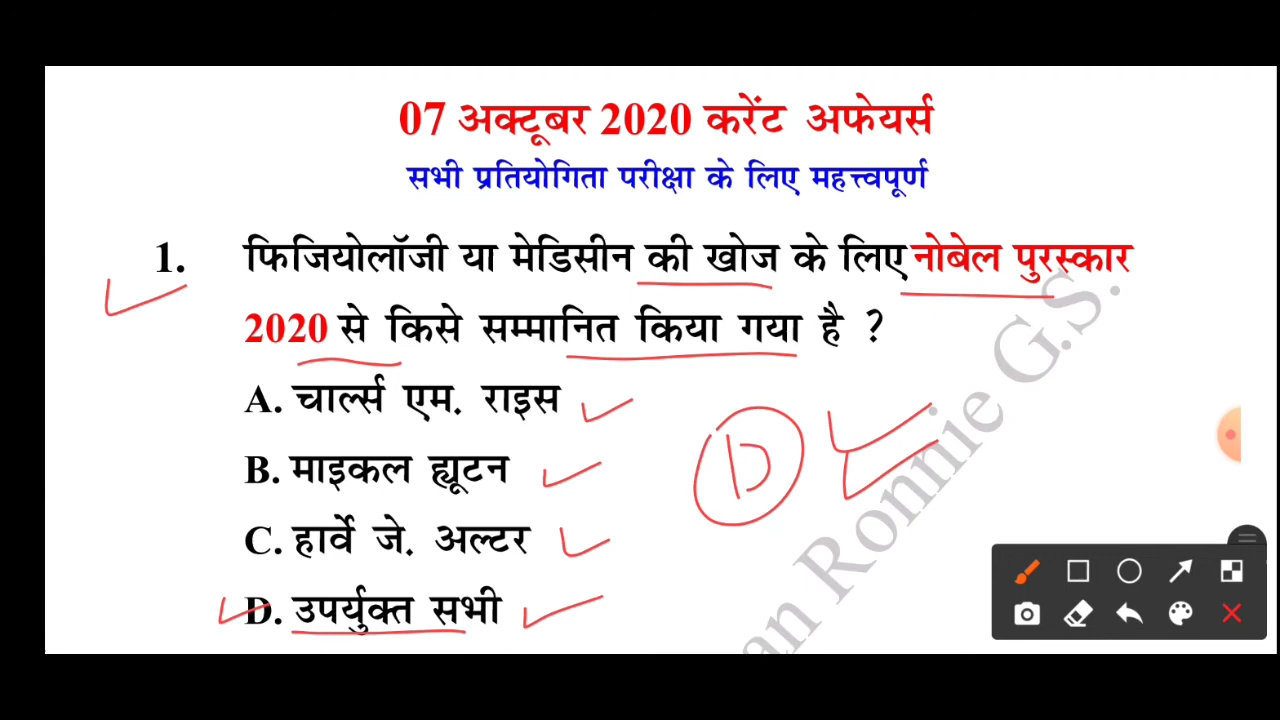 07 अक्टूबर 2020 करेंट अफेयर्स
सभी प्रतियोगिता परीक्षा के लिए महत्त्वपूर्ण
1. फिजियोलॉजी या मेडिसीन की खोज के लिए नोबेल पुरस्कार
2020 से किसे सम्मानित किया गया है ?
A. चार्ल्स एम. राइस
B. माइकल ह्यूटन
C. हार्वे जे. अल्टर
D. उपर्युक्त सभी
D
an Ronnie G.S.